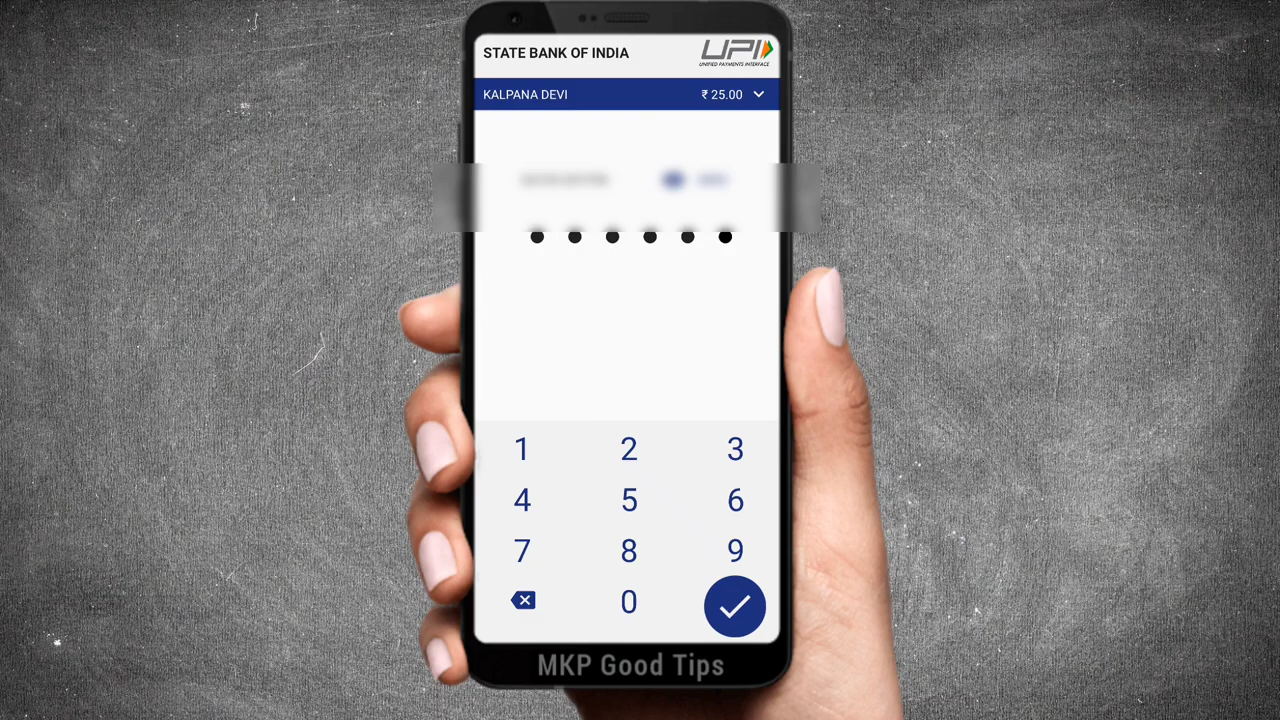 STATE BANK OF INDIA
UPI
UNIFIED PAYMENTS INTERFACE
KALPANA DEVI
₹ 25.00
1 2 3
4 5 6
7 8 9
0
MKP Good Tips